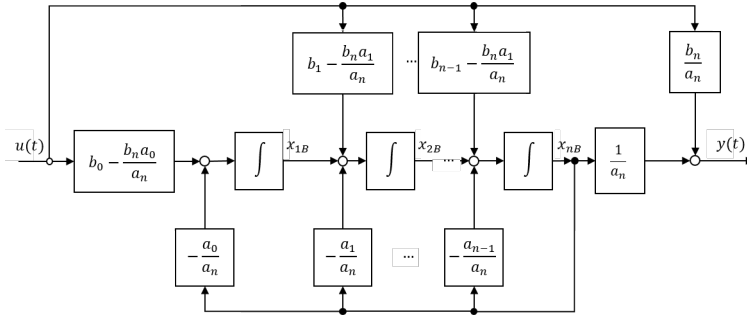 b₁ − bₙa₁/aₙ ... bₙ₋₁ − bₙa₁/aₙ bₙ/aₙ
u(t) b₀ − bₙa₀/aₙ ∫ x₁B ∫ x₂B ... ∫ xₙB 1/aₙ y(t)
−a₀/aₙ −a₁/aₙ ... −aₙ₋₁/aₙ